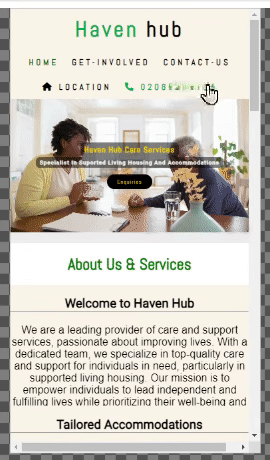 Haven hub
HOME GET-INVOLVED CONTACT-US
LOCATION
Haven Hub Care Services
Specialist In Suported Living Housing And Accommodations
Enquiries
About Us & Services
Welcome to Haven Hub
We are a leading provider of care and support
services, passionate about improving lives. With a
dedicated team, we specialize in top-quality care
and support for individuals in need, particularly in
supported living housing. Our mission is to
empower individuals to lead independent and
fulfilling lives while prioritizing their well-being and
Tailored Accommodations